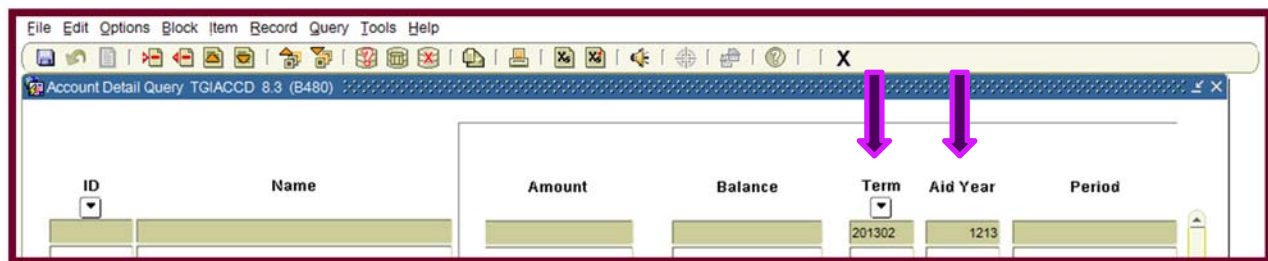 File Edit Options Block Item Record Query Tools Help
X
Account Detail Query TGIACCD 8.3 (B480)
ID Name Amount Balance Term Aid Year Period
201302 1213